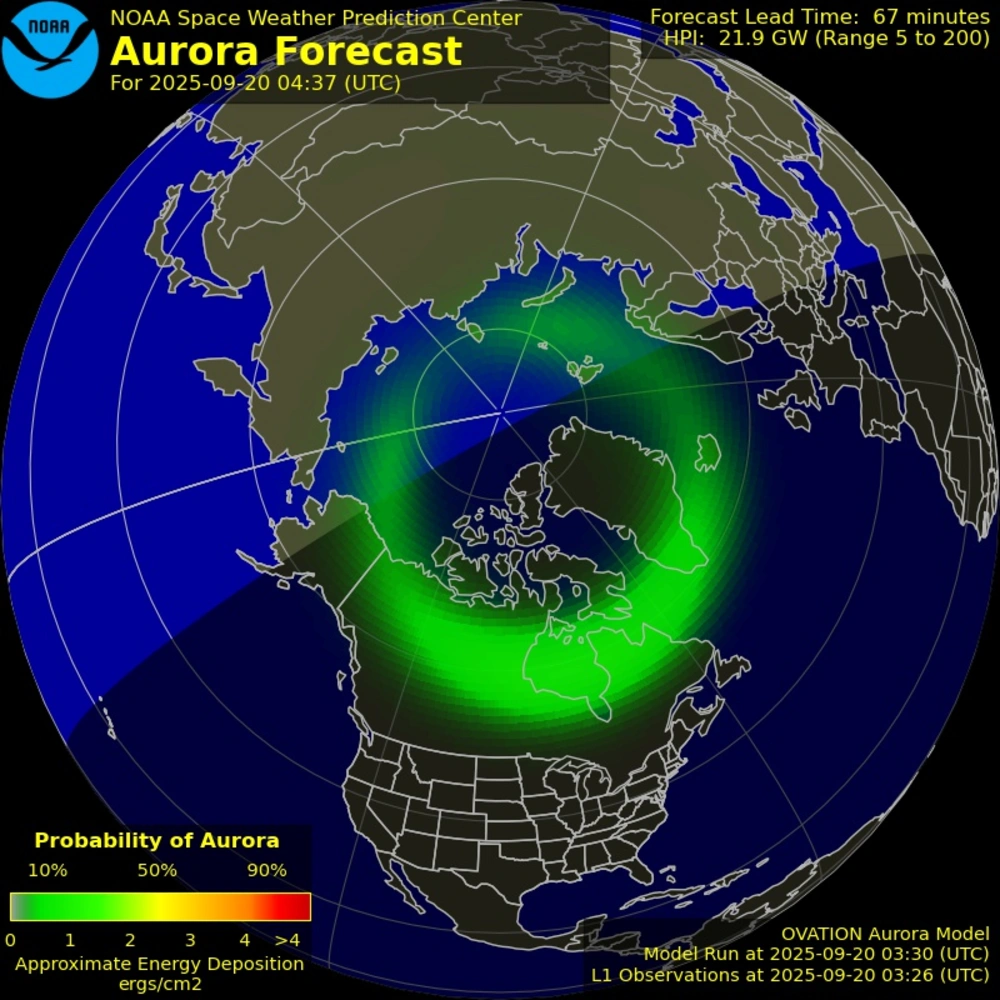 NOAA
NOAA Space Weather Prediction Center
Aurora Forecast
For 2025-09-20 04:37 (UTC)
Forecast Lead Time: 67 minutes
HPI: 21.9 GW (Range 5 to 200)
Probability of Aurora
10% 50% 90%
0 1 2 3 4 >4
Approximate Energy Deposition
ergs/cm2
OVATION Aurora Model
Model Run at 2025-09-20 03:30 (UTC)
L1 Observations at 2025-09-20 03:26 (UTC)